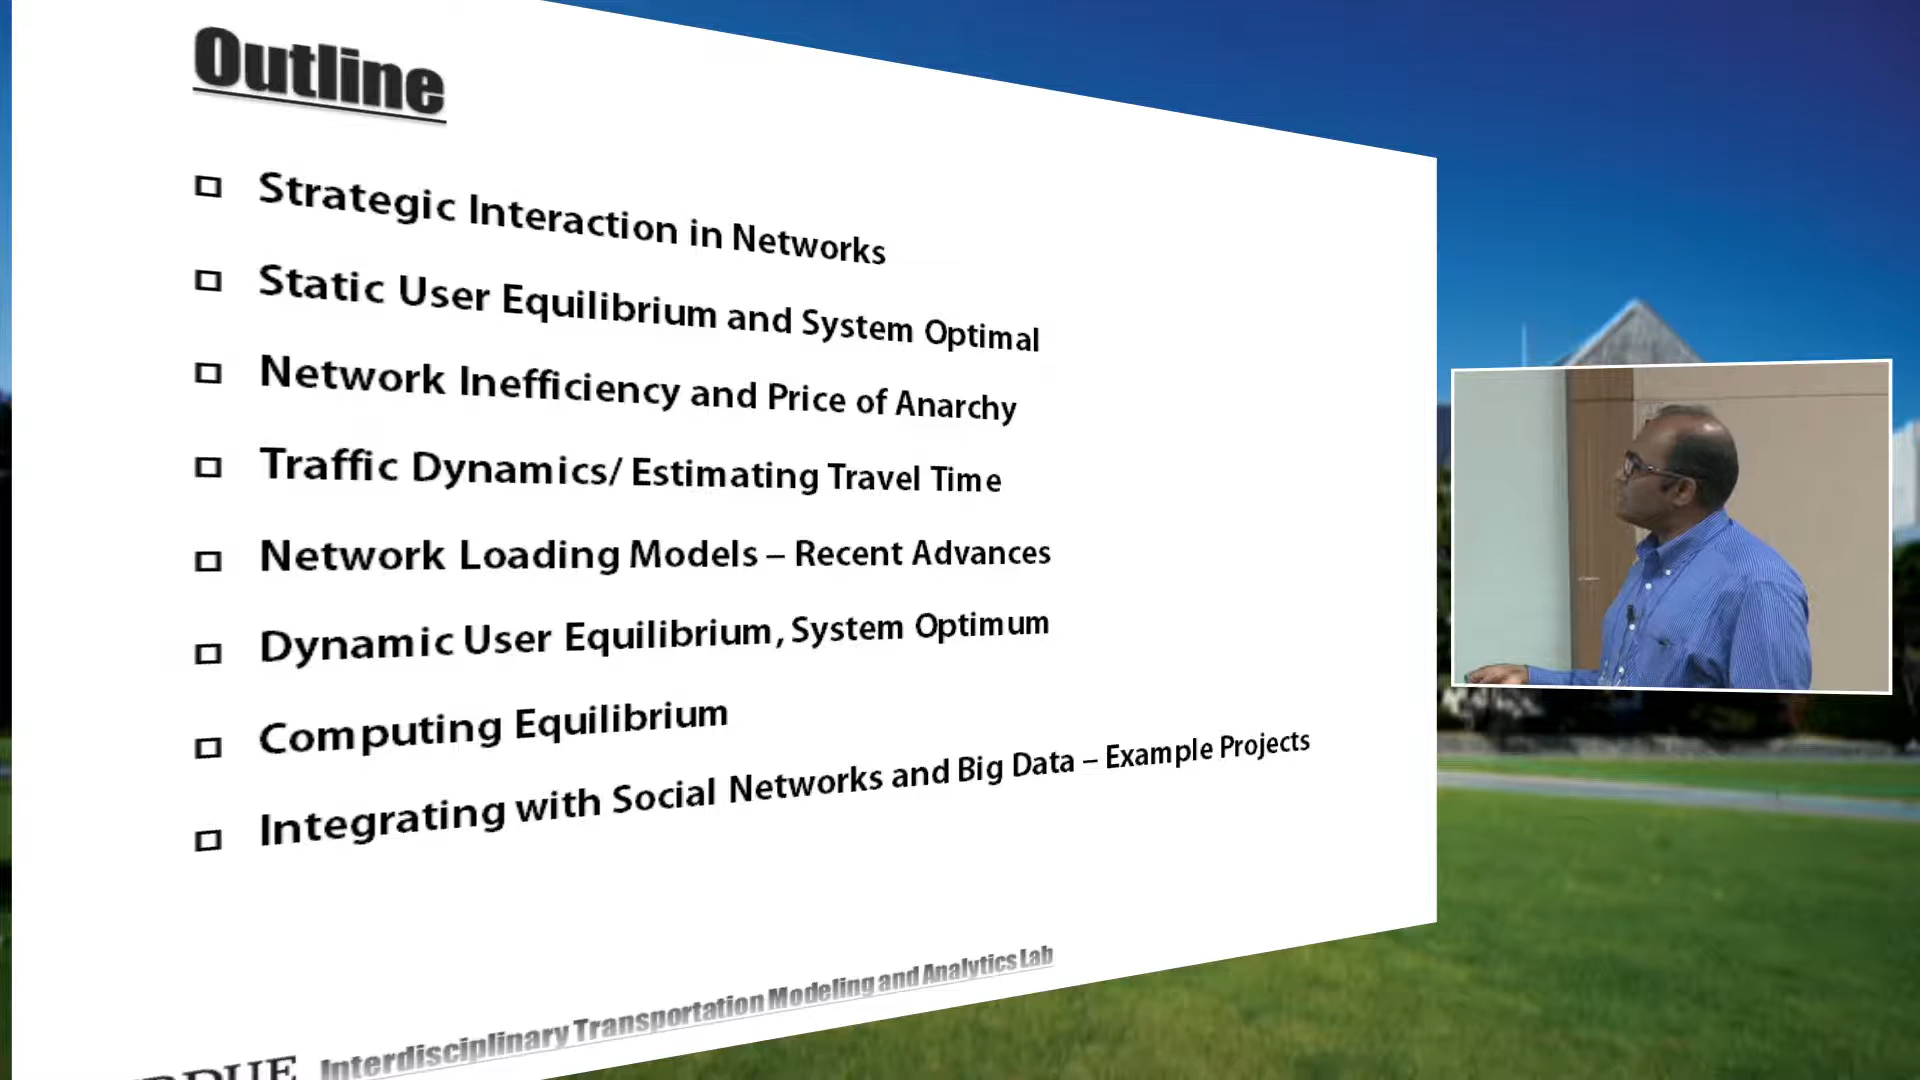 Outline
Strategic Interaction in Networks
Static User Equilibrium and System Optimal
Network Inefficiency and Price of Anarchy
Traffic Dynamics/ Estimating Travel Time
Network Loading Models – Recent Advances
Dynamic User Equilibrium, System Optimum
Computing Equilibrium
Integrating with Social Networks and Big Data – Example Projects
Interdisciplinary Transportation Modeling and Analytics Lab